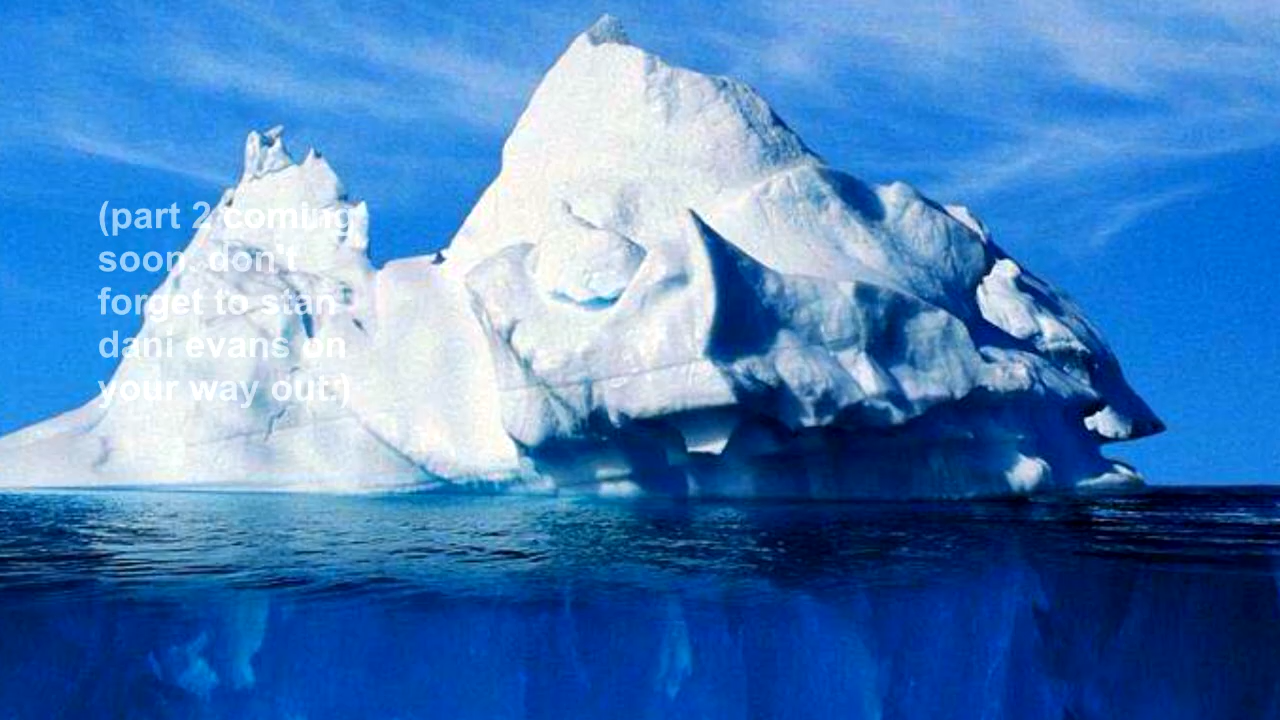 (part 2 coming
soon, don't
forget to stan
dani evans on
your way out:)